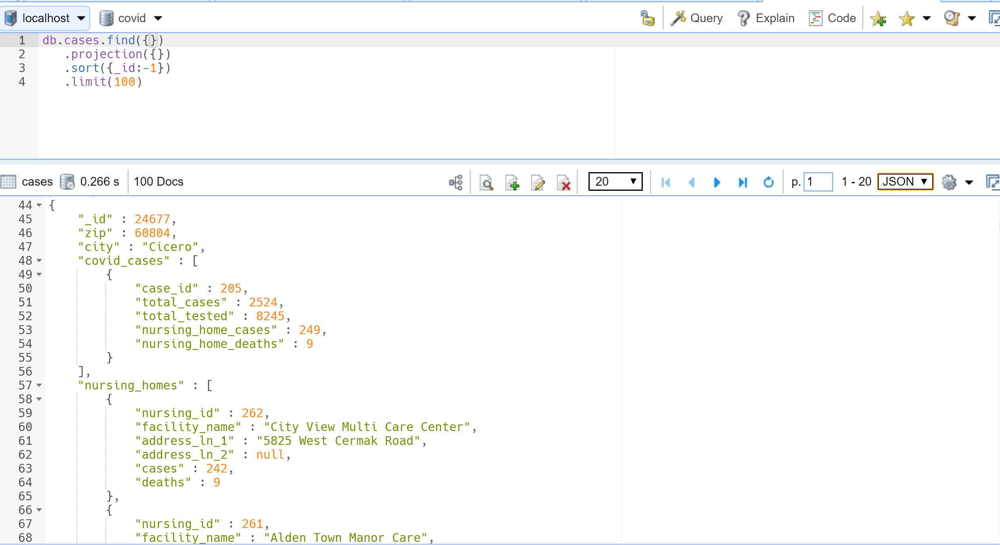 localhost covid Query Explain Code
1 db.cases.find({})
2 .projection({})
3 .sort({_id:-1})
4 .limit(100)
cases 0.266 s 100 Docs 20 p. 1 1 - 20 JSON
44 {
45 "_id" : 24677,
46 "zip" : 60804,
47 "city" : "Cicero",
48 "covid_cases" : [
49 {
50 "case_id" : 205,
51 "total_cases" : 2524,
52 "total_tested" : 8245,
53 "nursing_home_cases" : 249,
54 "nursing_home_deaths" : 9
55 }
56 ],
57 "nursing_homes" : [
58 {
59 "nursing_id" : 262,
60 "facility_name" : "City View Multi Care Center",
61 "address_ln_1" : "5825 West Cermak Road",
62 "address_ln_2" : null,
63 "cases" : 242,
64 "deaths" : 9
65 },
66 {
67 "nursing_id" : 261,
68 "facility_name" : "Alden Town Manor Care",